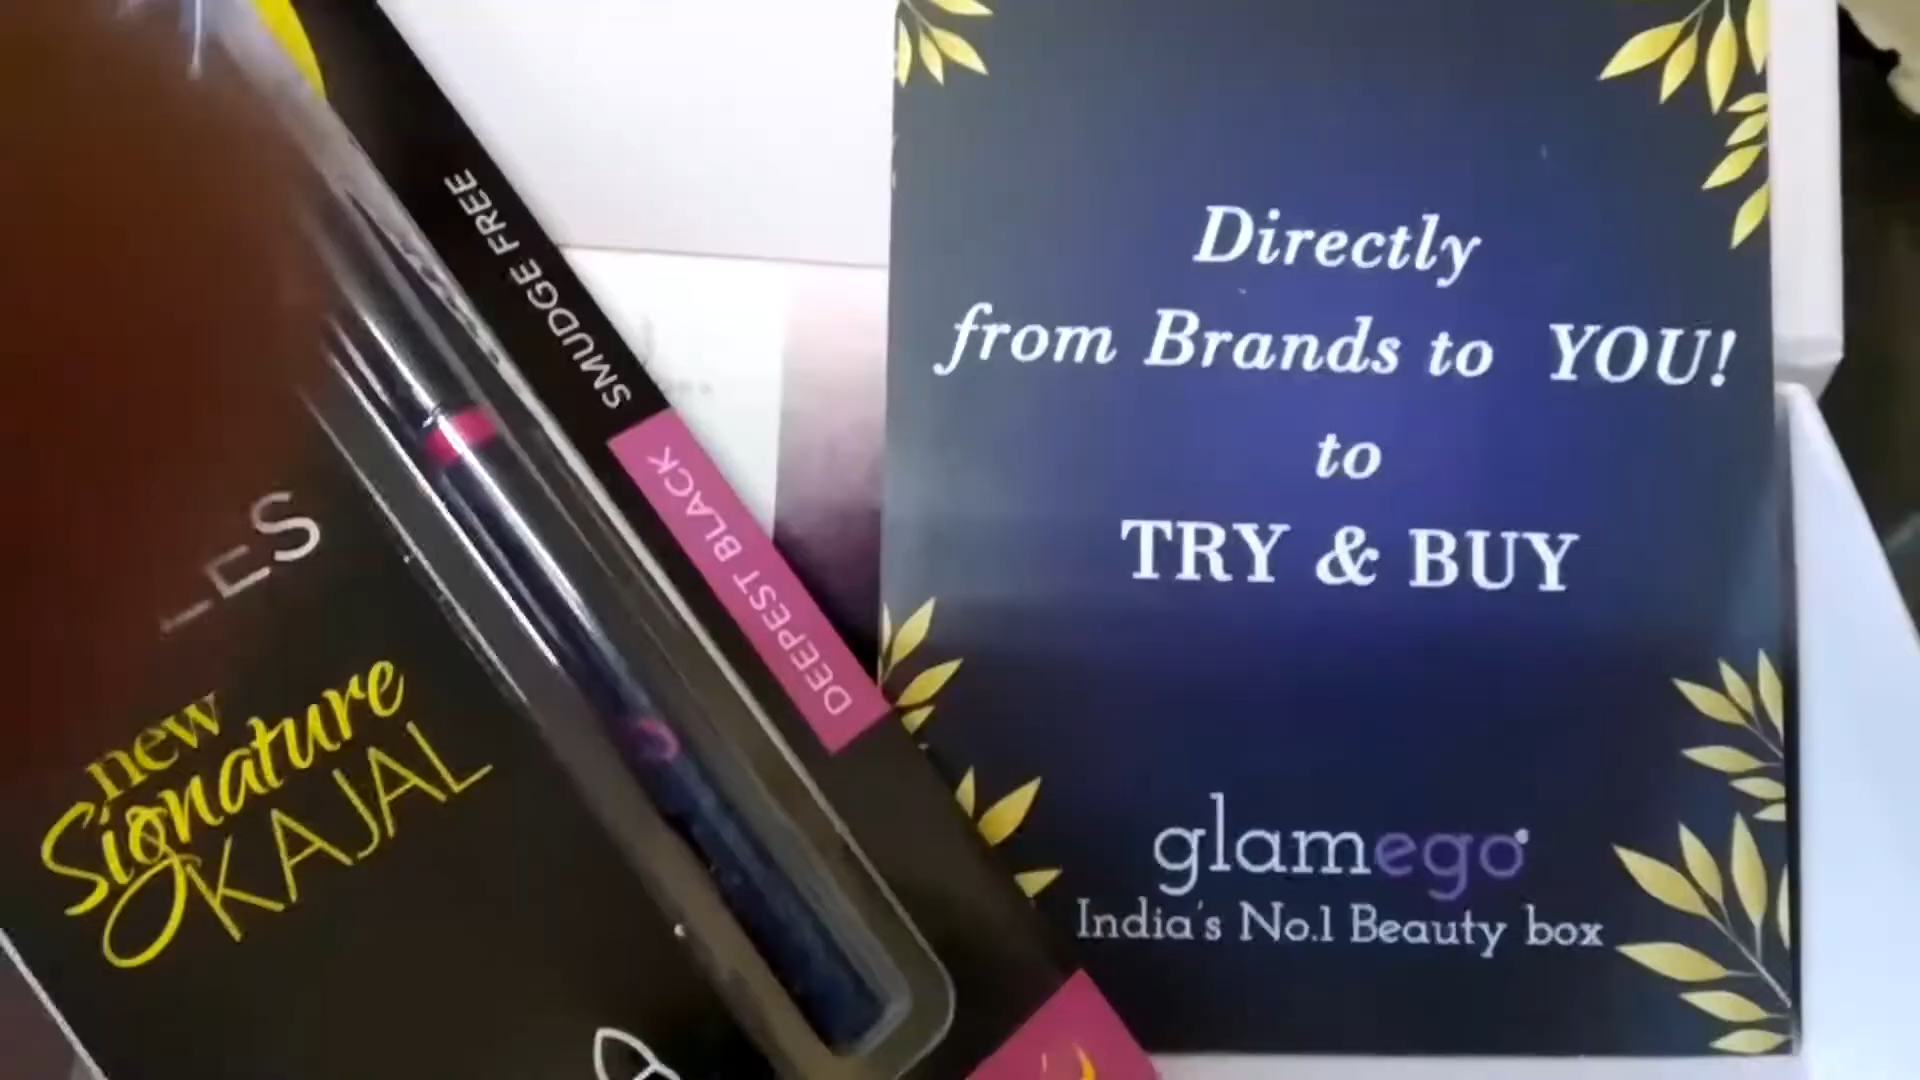 SMUDGE FREE
DEEPEST BLACK
new
Signature
KAJAL
Directly
from Brands to YOU!
to
TRY & BUY
glamego
India's No.1 Beauty box